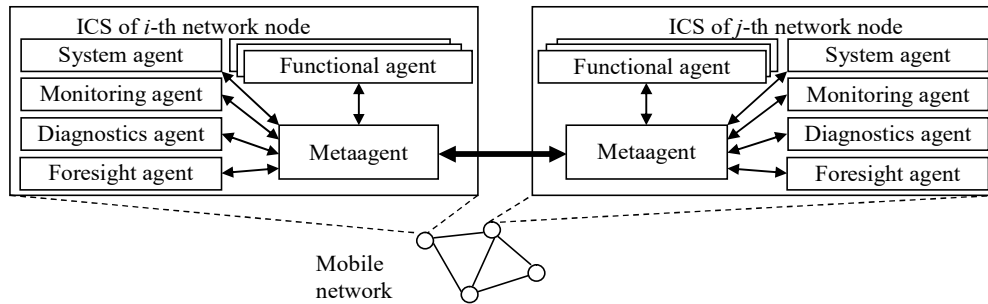 ICS of i-th network node
System agent
Functional agent
Monitoring agent
Diagnostics agent
Metaagent
Foresight agent
ICS of j-th network node
Functional agent
System agent
Monitoring agent
Metaagent
Diagnostics agent
Foresight agent
Mobile
network